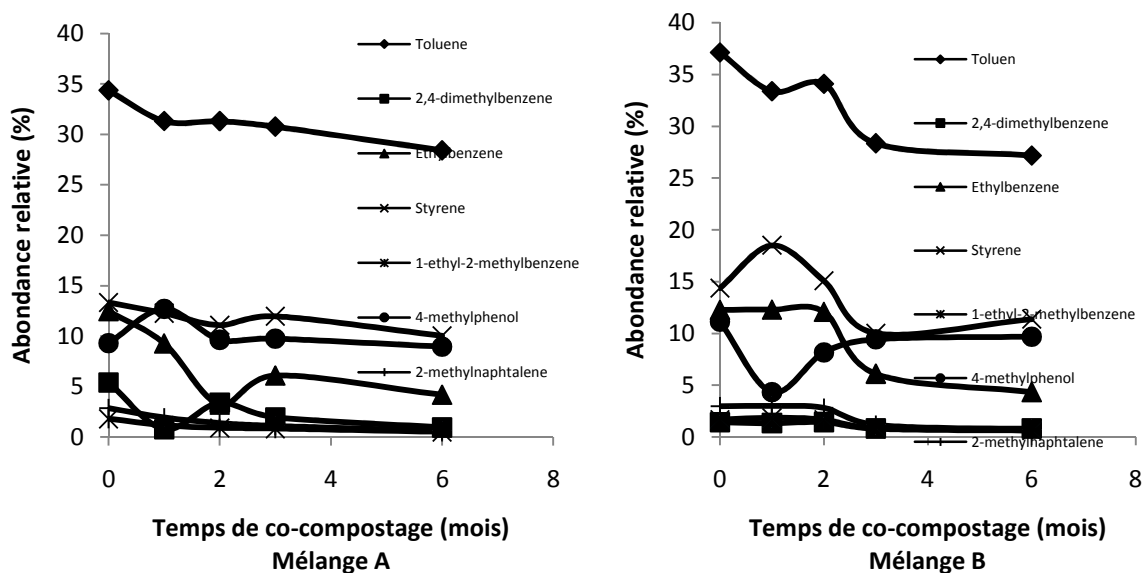 Abondance relative (%)
40
35
30
25
20
15
10
5
0
0
2
4
6
8
Toluene
2,4-dimethylbenzene
Ethylbenzene
Styrene
1-ethyl-2-methylbenzene
4-methylphenol
2-methylnaphtalene
Temps de co-compostage (mois)
Mélange A
Abondance relative (%)
40
35
30
25
20
15
10
5
0
0
2
4
6
8
Toluen
2,4-dimethylbenzene
Ethylbenzene
Styrene
1-ethyl-2-methylbenzene
4-methylphenol
2-methylnaphtalene
Temps de co-compostage (mois)
Mélange B